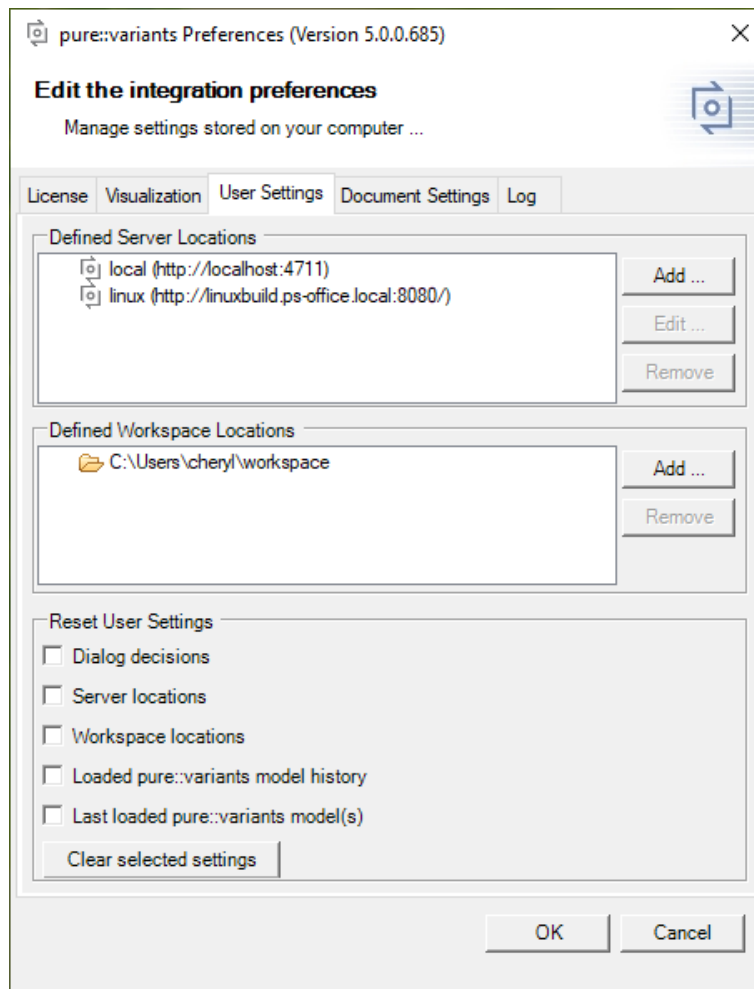 pure::variants Preferences (Version 5.0.0.685)
Edit the integration preferences
Manage settings stored on your computer ...
License Visualization User Settings Document Settings Log
Defined Server Locations
local (http://localhost:4711)
linux (http://linuxbuild.ps-office.local:8080/)
Add ...
Edit ...
Remove
Defined Workspace Locations
C:\Users\cheryl\workspace
Add ...
Remove
Reset User Settings
Dialog decisions
Server locations
Workspace locations
Loaded pure::variants model history
Last loaded pure::variants model(s)
Clear selected settings
OK Cancel